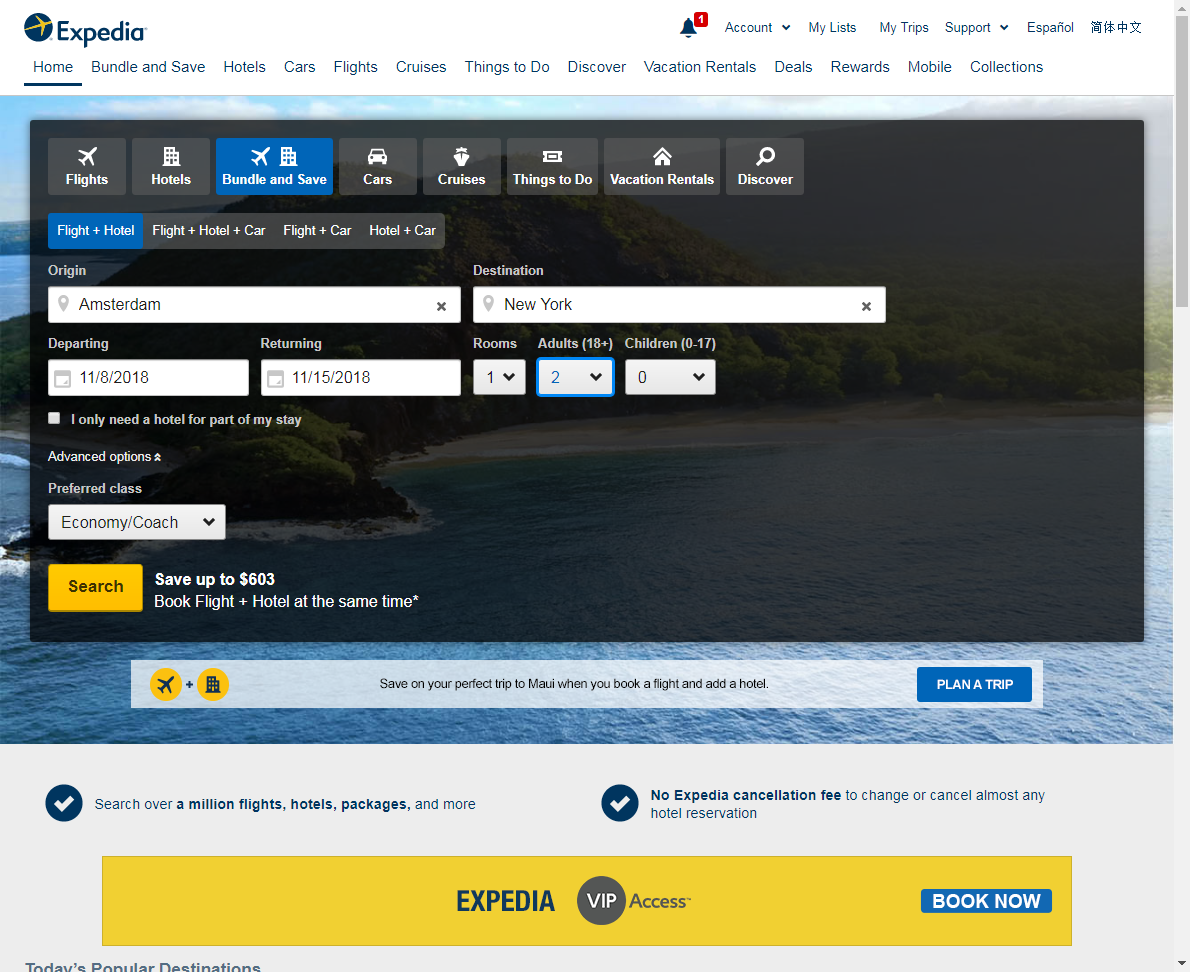 Expedia
1
Account
My Lists
My Trips
Support
Español
简体中文
Home
Bundle and Save
Hotels
Cars
Flights
Cruises
Things to Do
Discover
Vacation Rentals
Deals
Rewards
Mobile
Collections
Flights
Hotels
Bundle and Save
Cars
Cruises
Things to Do
Vacation Rentals
Discover
Flight + Hotel
Flight + Hotel + Car
Flight + Car
Hotel + Car
Origin
Destination
Amsterdam
New York
Departing
Returning
Rooms
Adults (18+)
Children (0-17)
11/8/2018
11/15/2018
1
2
0
I only need a hotel for part of my stay
Advanced options
Preferred class
Economy/Coach
Search
Save up to $603
Book Flight + Hotel at the same time*
+
Save on your perfect trip to Maui when you book a flight and add a hotel.
PLAN A TRIP
Search over a million flights, hotels, packages, and more
No Expedia cancellation fee to change or cancel almost any
hotel reservation
EXPEDIA
VIP Access™
BOOK NOW
Today's Popular Destinations